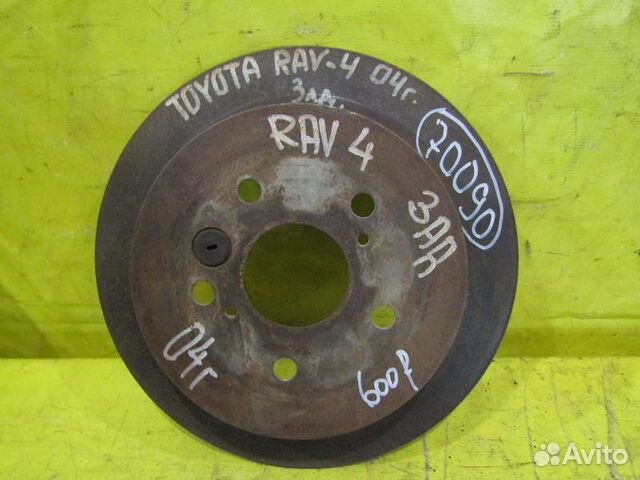 TOYOTA RAV-4 04г.
Зад.
RAV 4
70090
ЗАД
04г
600р
Avito